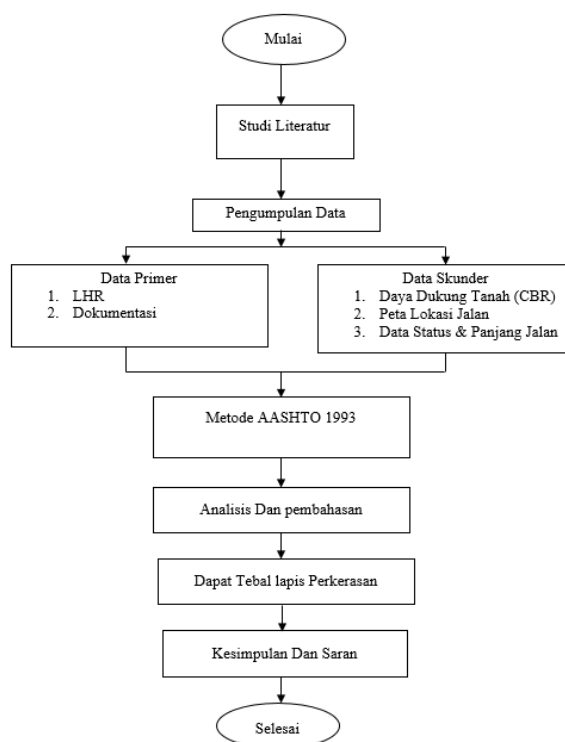 Mulai
Studi Literatur
Pengumpulan Data
Data Primer
1. LHR
2. Dokumentasi
Data Skunder
1. Daya Dukung Tanah (CBR)
2. Peta Lokasi Jalan
3. Data Status & Panjang Jalan
Metode AASHTO 1993
Analisis Dan pembahasan
Dapat Tebal lapis Perkerasan
Kesimpulan Dan Saran
Selesai